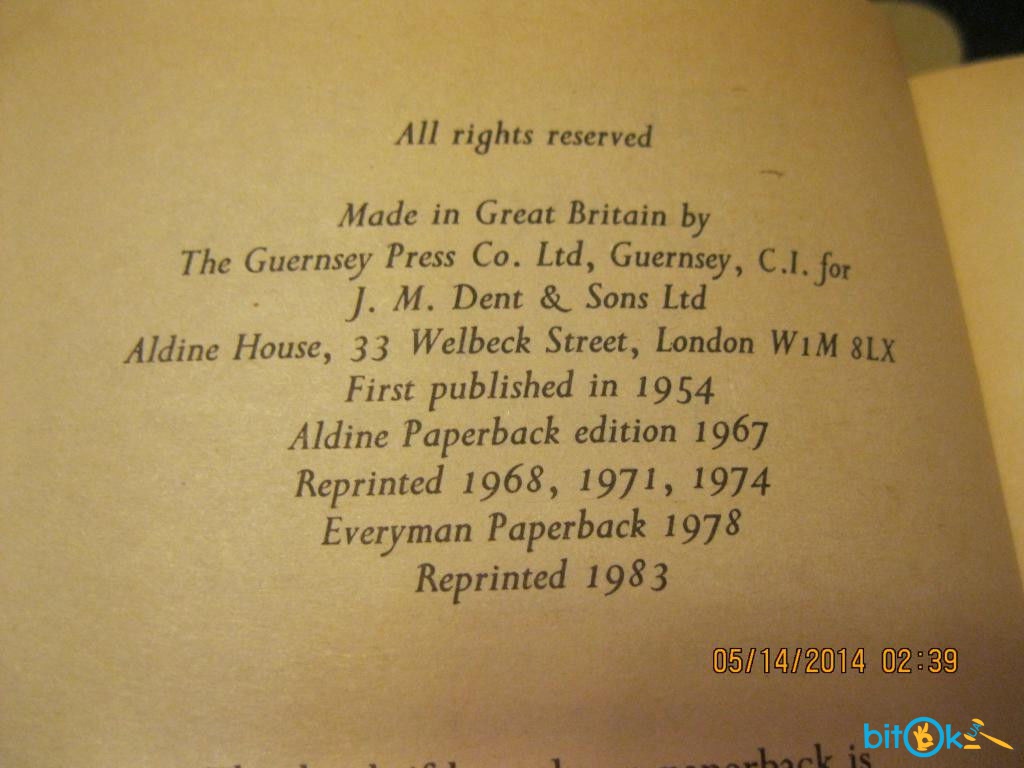 All rights reserved
Made in Great Britain by
The Guernsey Press Co. Ltd, Guernsey, C.I. for
J. M. Dent & Sons Ltd
Aldine House, 33 Welbeck Street, London W1M 8LX
First published in 1954
Aldine Paperback edition 1967
Reprinted 1968, 1971, 1974
Everyman Paperback 1978
Reprinted 1983
05/14/2014 02:39
bitOk
paperback is